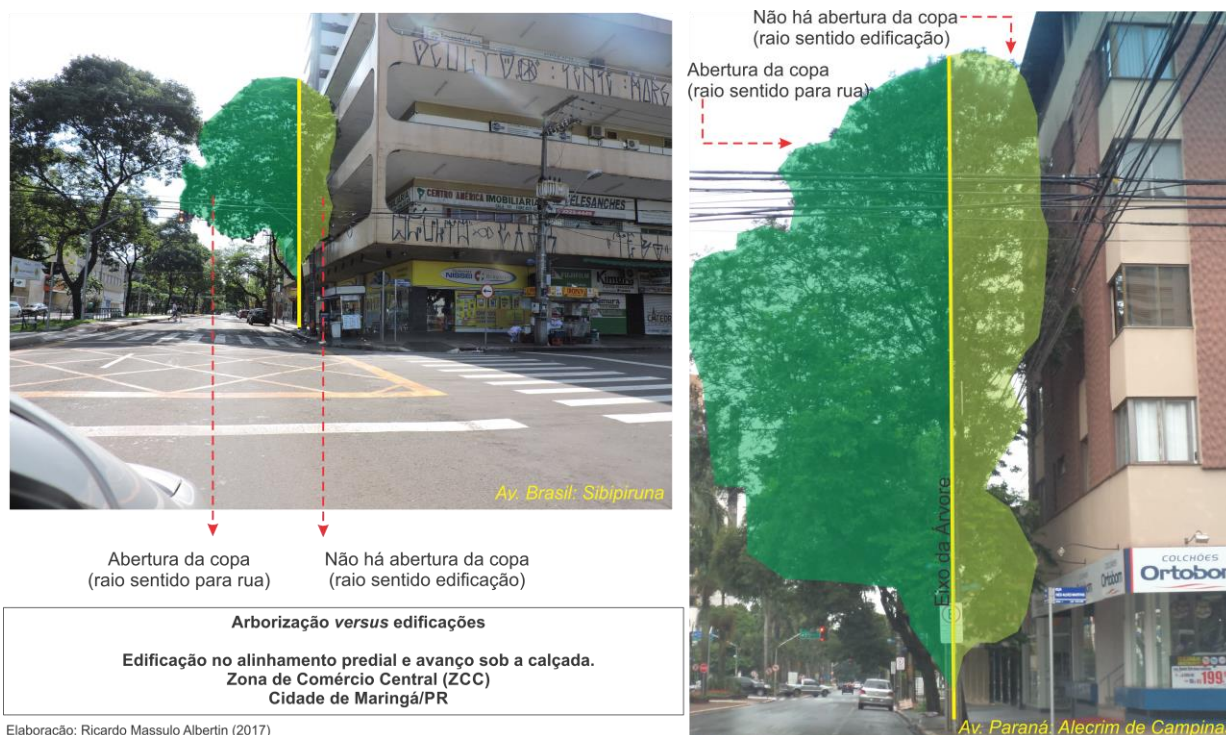 Não há abertura da copa
(raio sentido edificação)
Abertura da copa
(raio sentido para rua)
CENTRO AMÉRICA IMOBILIARIA
TELESANCHES
Av. Brasil: Sibipiruna
Abertura da copa
(raio sentido para rua)
Não há abertura da copa
(raio sentido edificação)
Eixo da Árvore
COLCHÕES
Ortobom
Ortobom
199
Av. Paraná: Alecrim de Campina
Arborização versus edificações
Edificação no alinhamento predial e avanço sob a calçada.
Zona de Comércio Central (ZCC)
Cidade de Maringá/PR
Elaboração: Ricardo Massulo Albertin (2017)